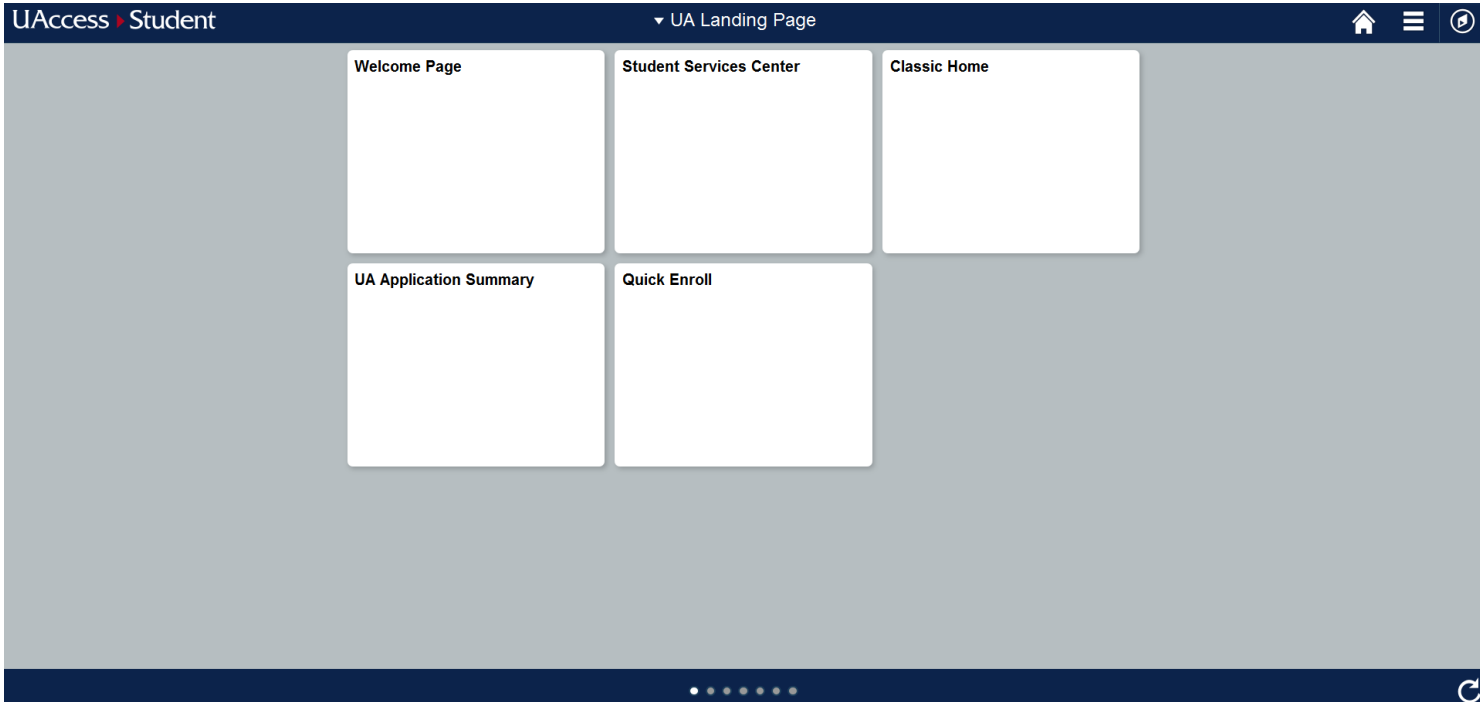 UAccess Student
UA Landing Page
Welcome Page
Student Services Center
Classic Home
UA Application Summary
Quick Enroll